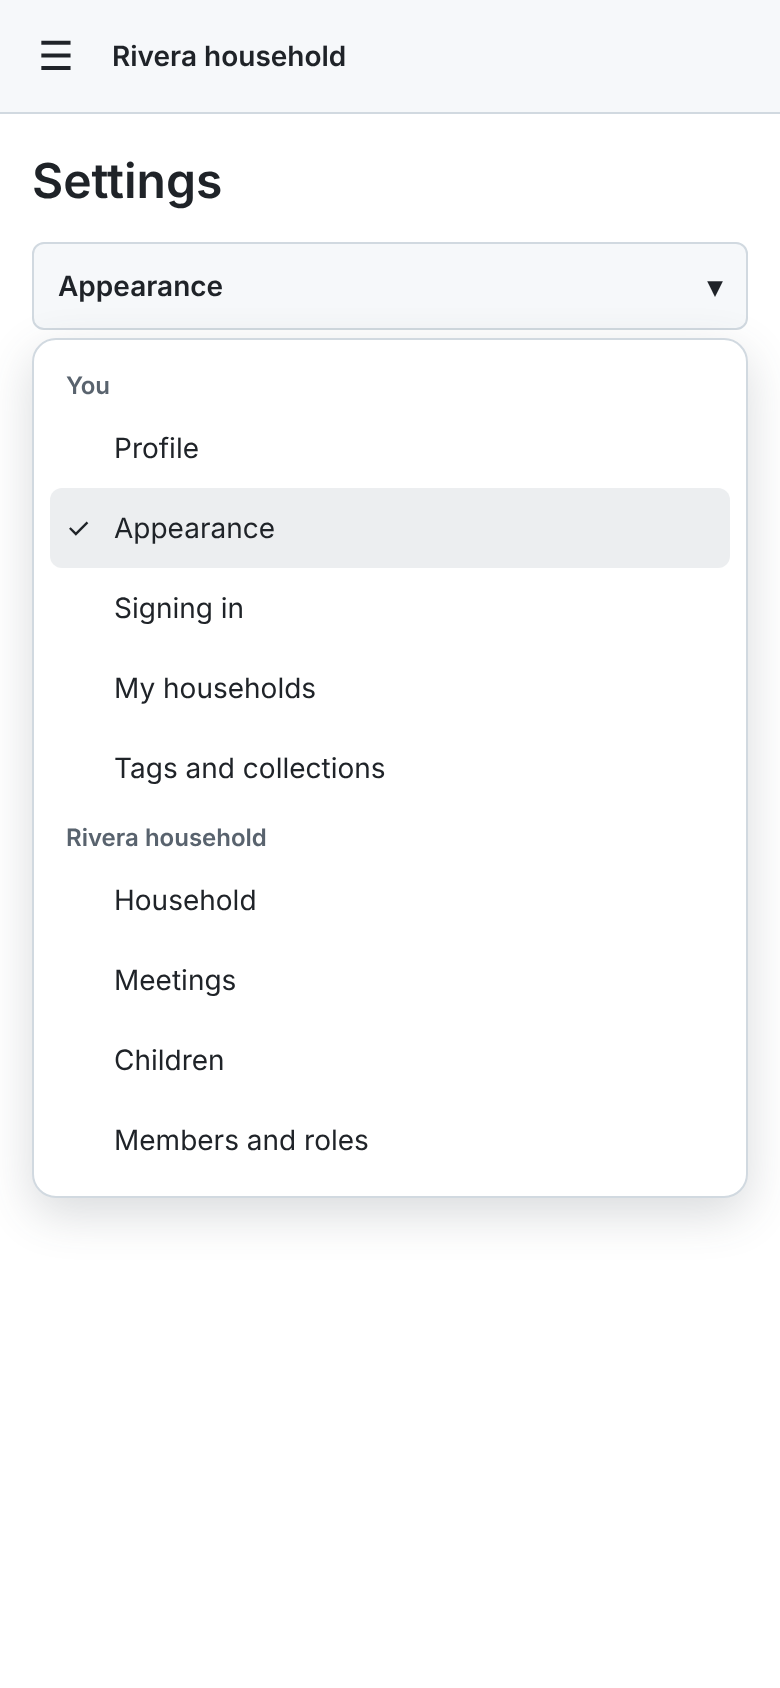 Rivera household
Settings
Appearance
You
Profile
Appearance
Signing in
My households
Tags and collections
Rivera household
Household
Meetings
Children
Members and roles